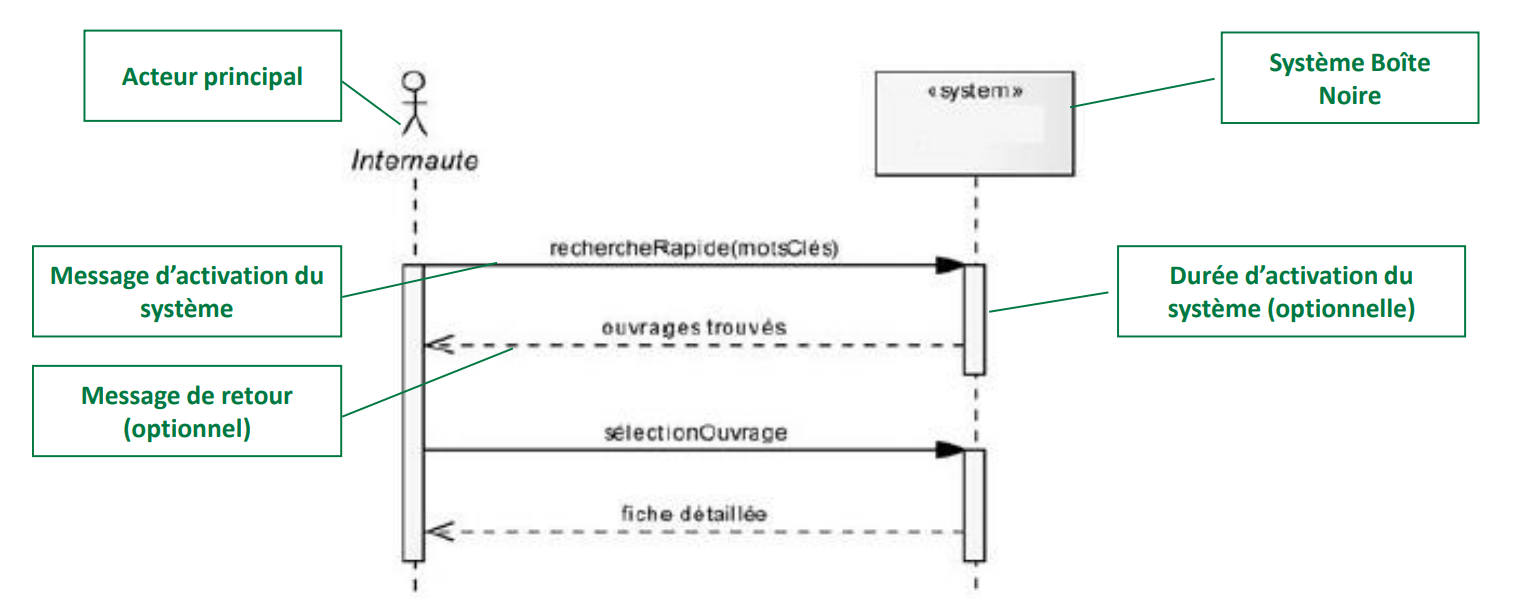 Acteur principal
Système Boîte
Noire
«system»
Internaute
rechercheRapide(motsClés)
Message d’activation du
système
Durée d’activation du
système (optionnelle)
ouvrages trouvés
Message de retour
(optionnel)
sélectionOuvrage
fiche détaillée